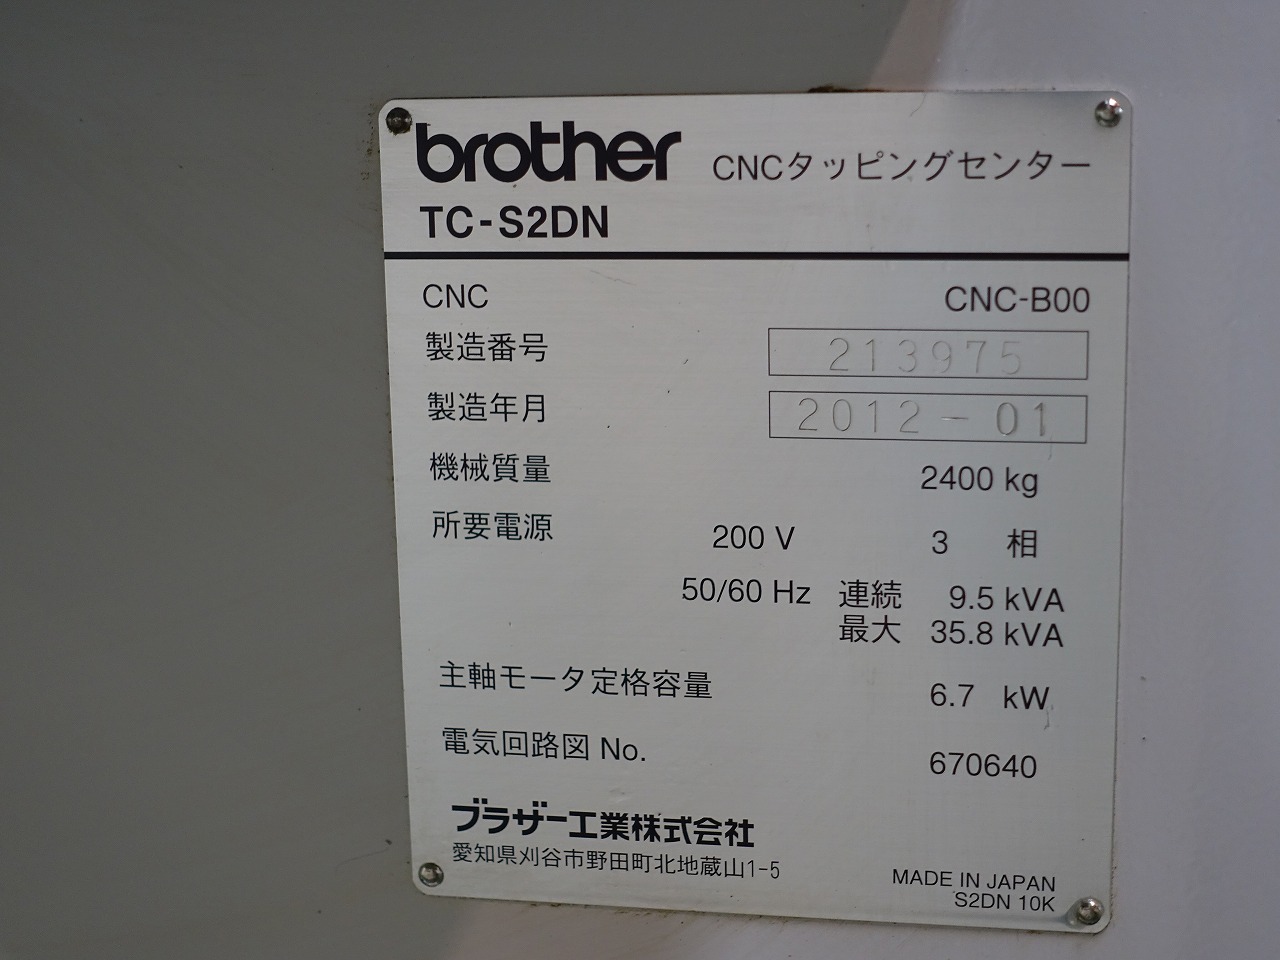 brother CNCタッピングセンター
TC-S2DN
CNC CNC-B00
製造番号 213975
製造年月 2012-01
機械質量 2400 kg
所要電源 200 V 3 相
50/60 Hz 連続 9.5 kVA
最大 35.8 kVA
主軸モータ定格容量 6.7 kW
電気回路図 No. 670640
ブラザー工業株式会社
愛知県刈谷市野田町北地蔵山1-5
MADE IN JAPAN
S2DN 10K